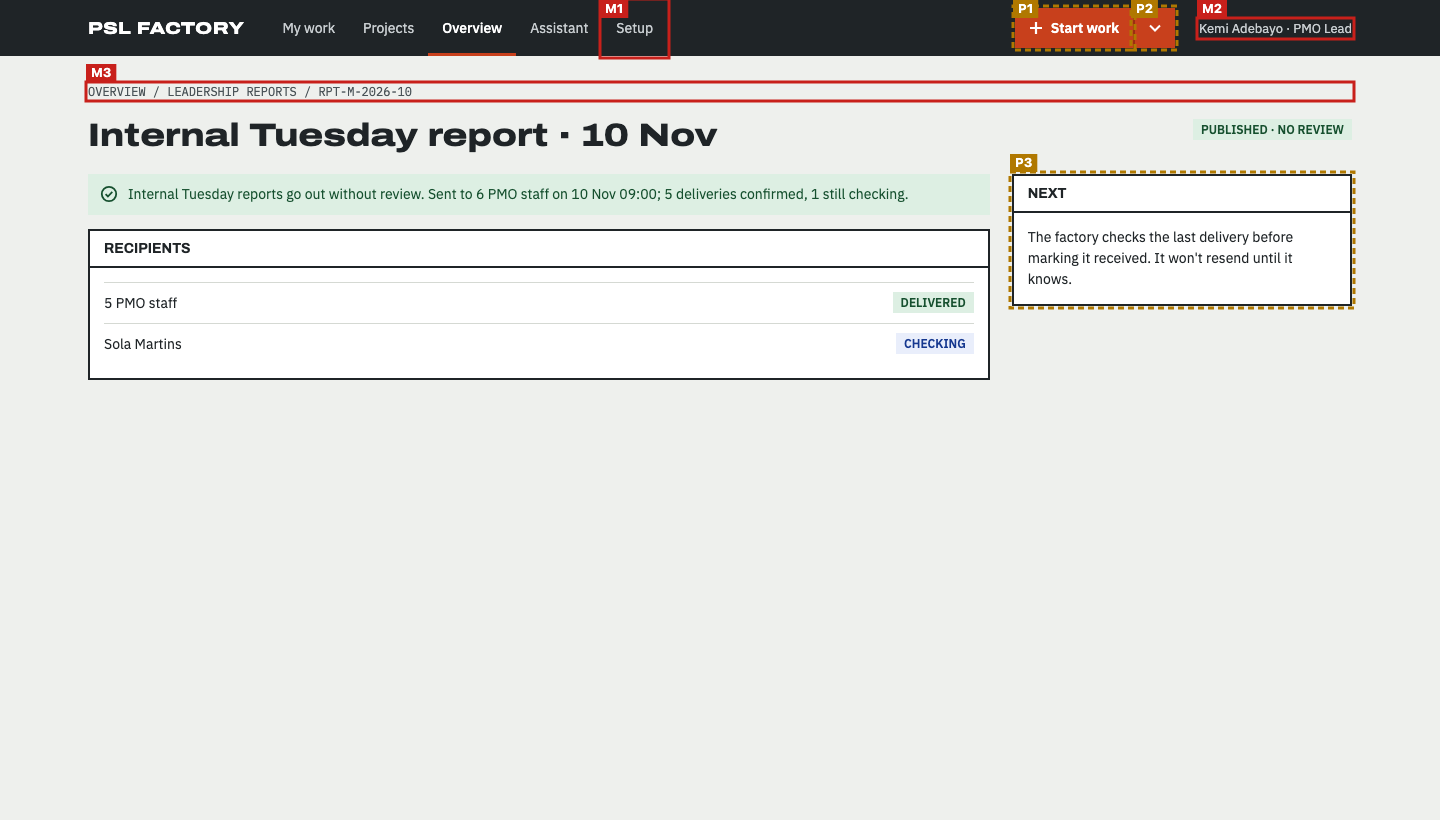 PSL FACTORY
My work
Projects
Overview
Assistant
M1
Setup
P1
Start work
P2
M2
Kemi Adebayo · PMO Lead
M3
OVERVIEW / LEADERSHIP REPORTS / RPT-M-2026-10
Internal Tuesday report · 10 Nov
PUBLISHED · NO REVIEW
Internal Tuesday reports go out without review. Sent to 6 PMO staff on 10 Nov 09:00; 5 deliveries confirmed, 1 still checking.
RECIPIENTS
5 PMO staff
DELIVERED
Sola Martins
CHECKING
P3
NEXT
The factory checks the last delivery before
marking it received. It won't resend until it
knows.